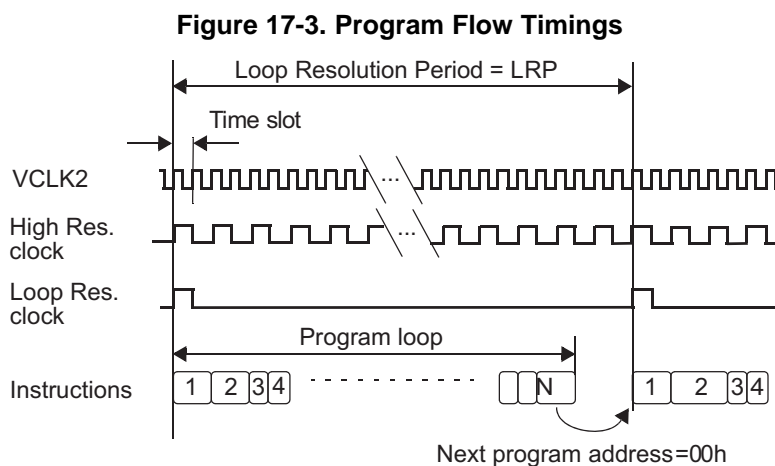 Figure 17-3. Program Flow Timings
Loop Resolution Period = LRP
Time slot
VCLK2
...
High Res.
clock
...
Loop Res.
clock
Program loop
Instructions
1 2 3 4
N
1 2 3 4
Next program address=00h